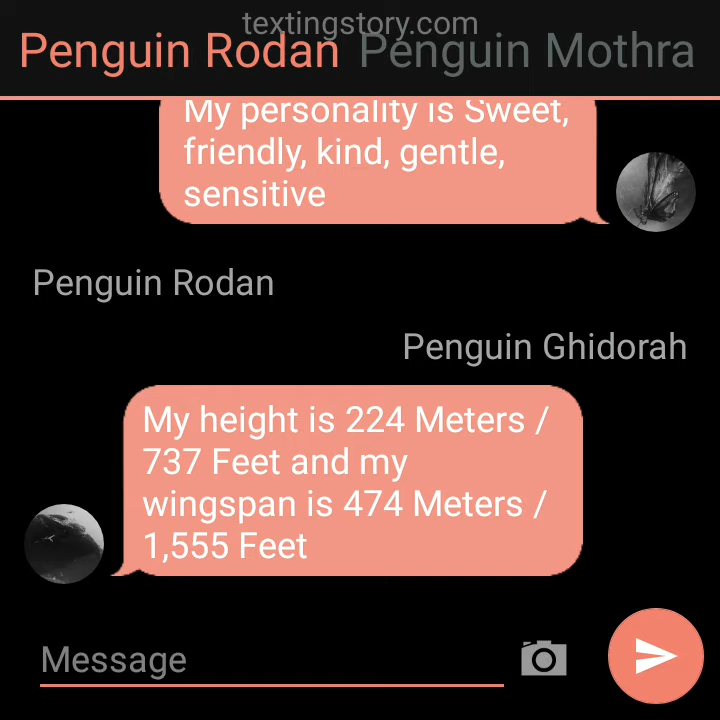 textingstory.com
Penguin Rodan Penguin Mothra
My personality is Sweet,
friendly, kind, gentle,
sensitive
Penguin Rodan
Penguin Ghidorah
My height is 224 Meters /
737 Feet and my
wingspan is 474 Meters /
1,555 Feet
Message